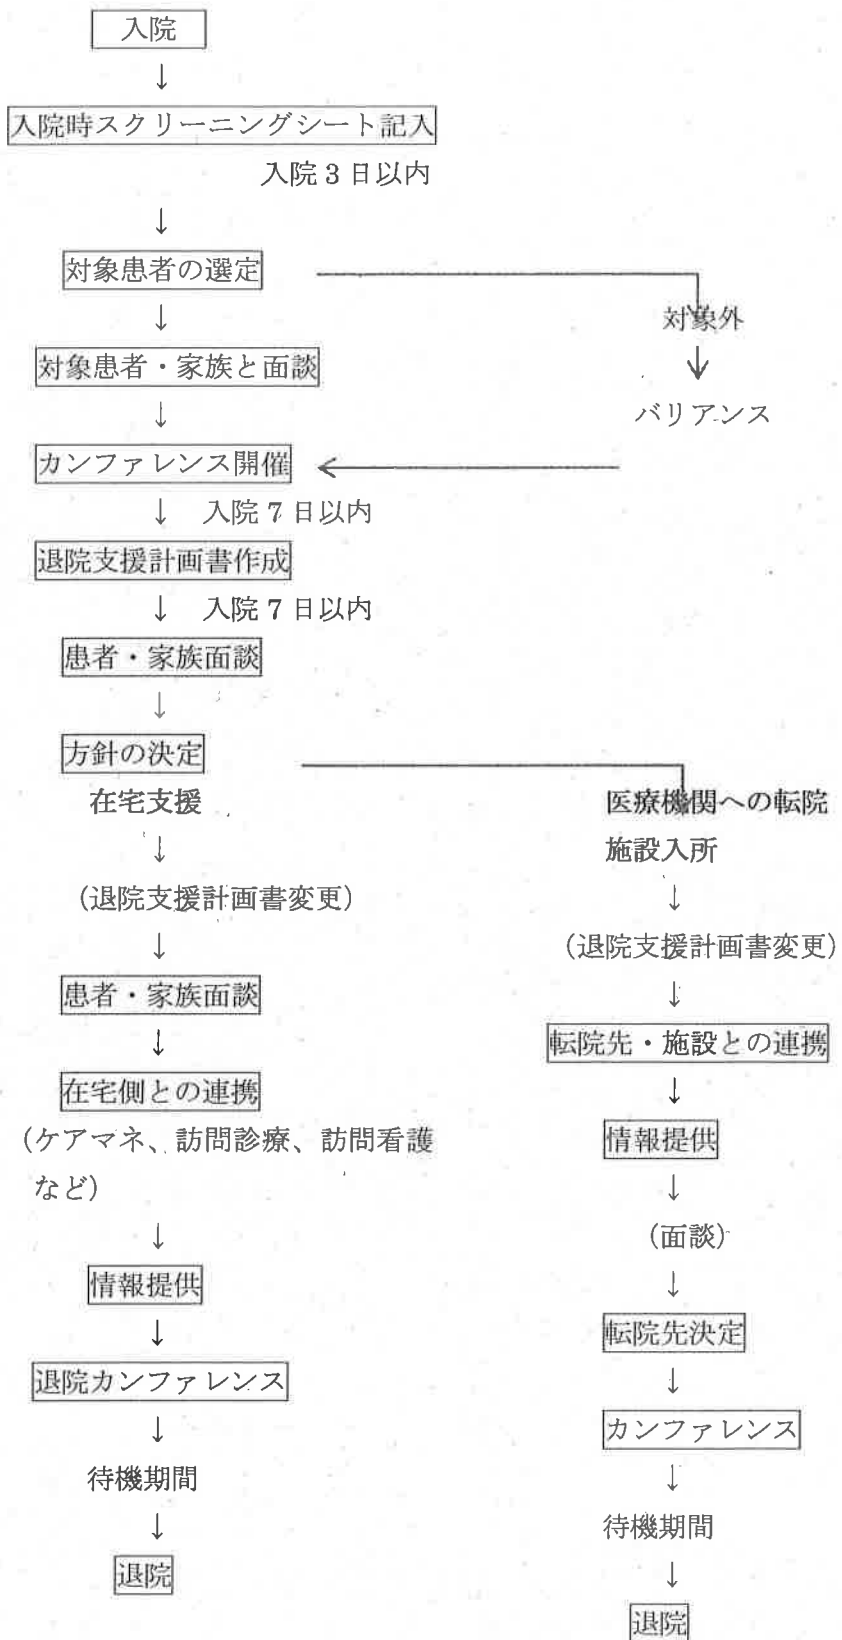 入院
↓
入院時スクリーニングシート記入
入院 3 日以内
↓
対象患者の選定
対象外
↓
↓
対象患者・家族と面談
バリアンス
↓
カンファレンス開催
↓ 入院 7 日以内
退院支援計画書作成
↓ 入院 7 日以内
患者・家族面談
↓
方針の決定
在宅支援
↓
(退院支援計画書変更)
↓
患者・家族面談
↓
在宅側との連携
(ケアマネ、訪問診療、訪問看護
など)
↓
情報提供
↓
退院カンファレンス
↓
待機期間
↓
退院
医療機関への転院
施設入所
↓
(退院支援計画書変更)
↓
転院先・施設との連携
↓
情報提供
↓
(面談)
↓
転院先決定
↓
カンファレンス
↓
待機期間
↓
退院